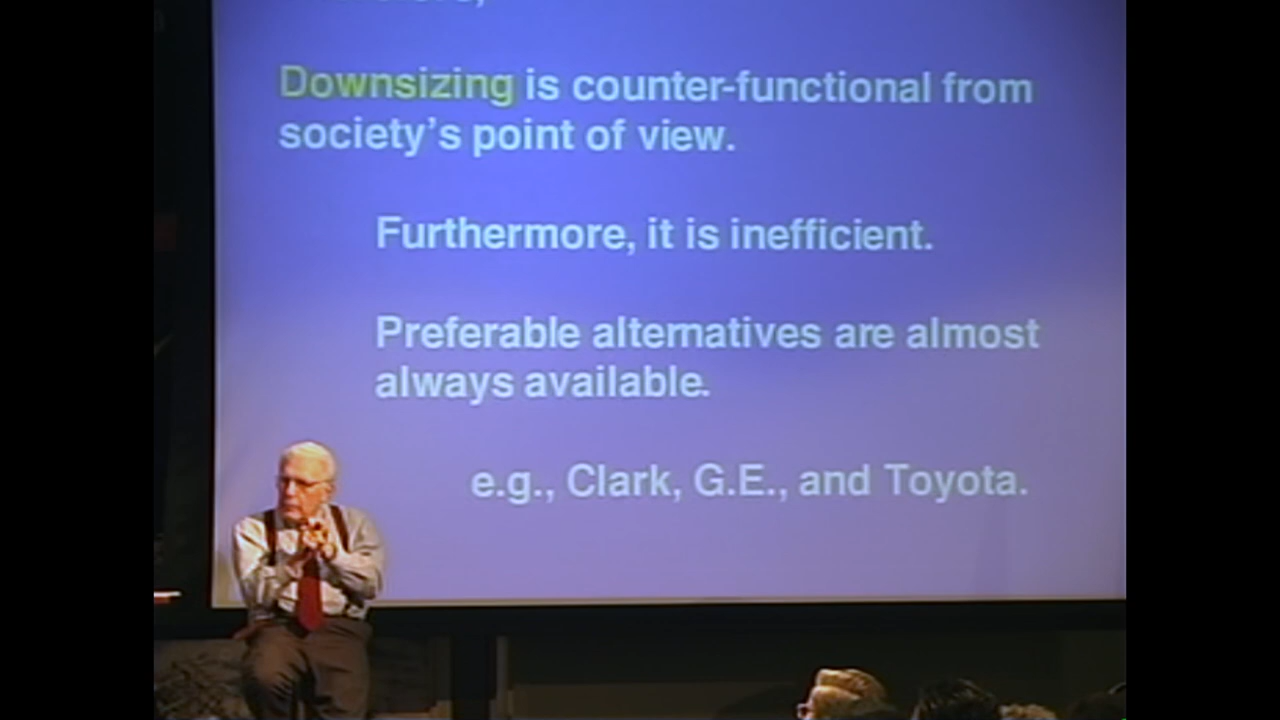 Downsizing is counter-functional from
society's point of view.
Furthermore, it is inefficient.
Preferable alternatives are almost
always available.
e.g., Clark, G.E., and Toyota.